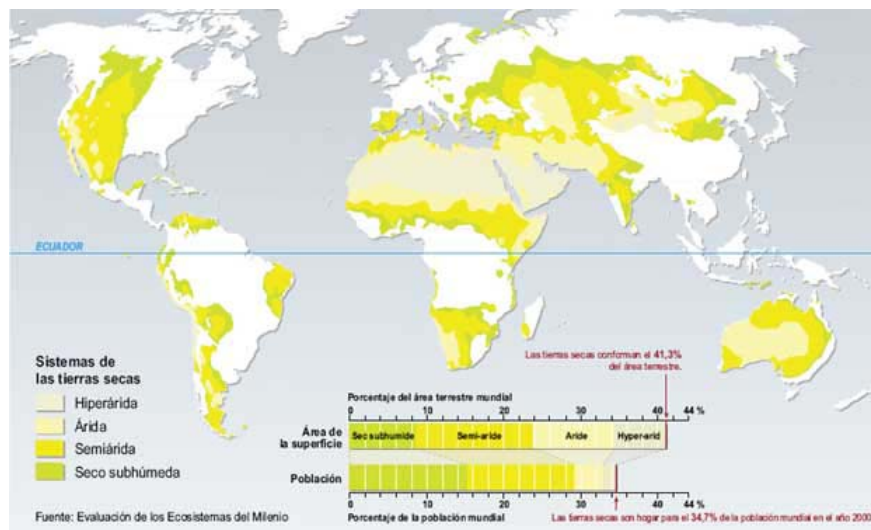 ECUADOR
Sistemas de
las tierras secas
Hiperárida
Árida
Semiárida
Seco subhúmeda
Fuente: Evaluación de los Ecosistemas del Milenio
Las tierras secas conforman el 41,3%
del área terrestre.
Porcentaje del área terrestre mundial
0 10 20 30 40 44 %
Área de
la superficie
Sec subhumide Semi-aride Aride Hyper-arid
Población
0 10 20 30 40 44 %
Porcentaje de la población mundial
Las tierras secas son hogar para el 34,7% de la población mundial en el año 2000